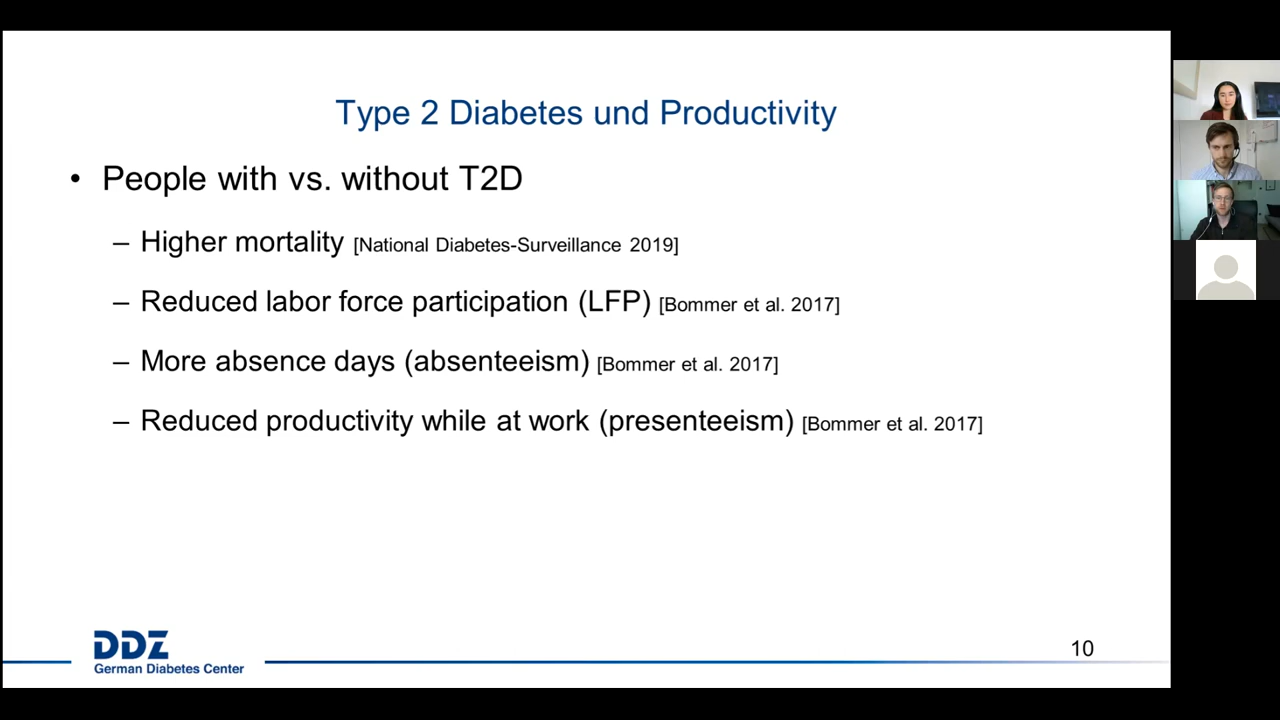 Type 2 Diabetes und Productivity
• People with vs. without T2D
– Higher mortality [National Diabetes-Surveillance 2019]
– Reduced labor force participation (LFP) [Bommer et al. 2017]
– More absence days (absenteeism) [Bommer et al. 2017]
– Reduced productivity while at work (presenteeism) [Bommer et al. 2017]
DDZ
German Diabetes Center
10